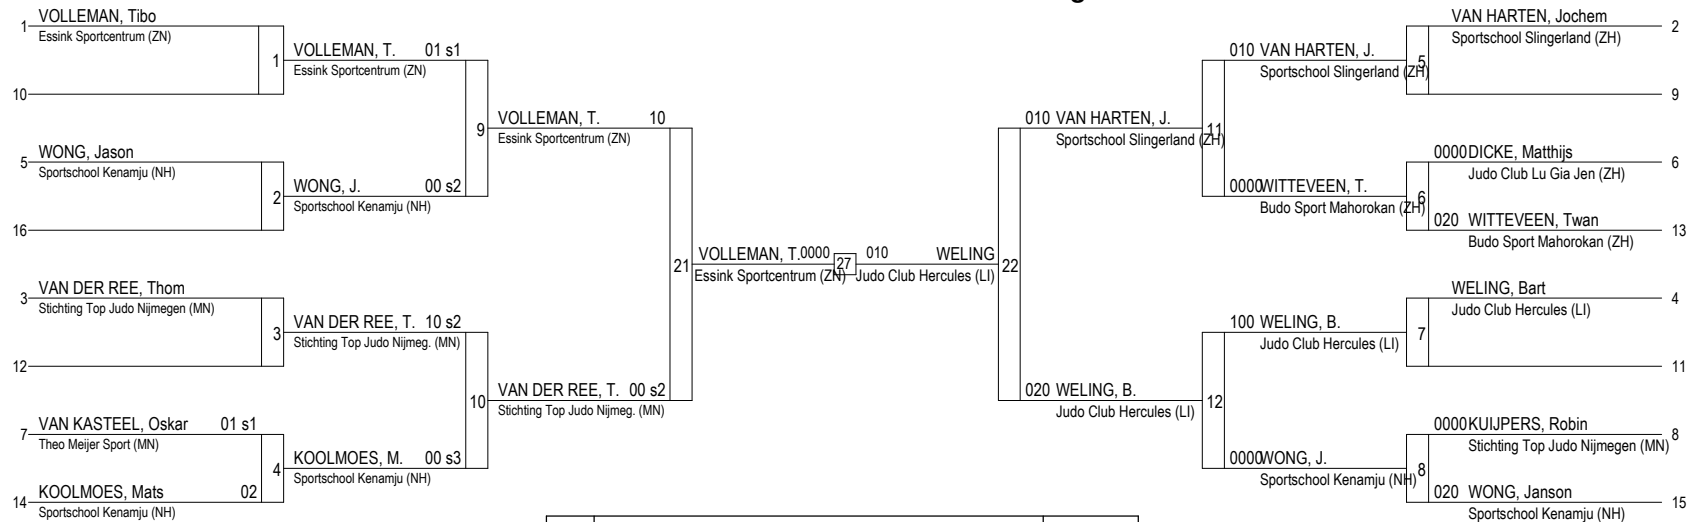 g
1 VOLLEMAN, Tibo
Essink Sportcentrum (ZN)
10
1
VOLLEMAN, T. 01 s1
Essink Sportcentrum (ZN)
5 WONG, Jason
Sportschool Kenamju (NH)
16
2
WONG, J. 00 s2
Sportschool Kenamju (NH)
9
VOLLEMAN, T. 10
Essink Sportcentrum (ZN)
3 VAN DER REE, Thom
Stichting Top Judo Nijmegen (MN)
12
3
VAN DER REE, T. 10 s2
Stichting Top Judo Nijmeg. (MN)
7 VAN KASTEEL, Oskar 01 s1
Theo Meijer Sport (MN)
14 KOOLMOES, Mats 02
Sportschool Kenamju (NH)
4
KOOLMOES, M. 00 s3
Sportschool Kenamju (NH)
10
VAN DER REE, T. 00 s2
Stichting Top Judo Nijmeg. (MN)
21
VOLLEMAN, T. 0000 27 010 WELING
Essink Sportcentrum (ZN) Judo Club Hercules (LI)
22
010 VAN HARTEN, J.
Sportschool Slingerland (ZH)
11
010 VAN HARTEN, J.
Sportschool Slingerland (ZH)
5
VAN HARTEN, Jochem 2
Sportschool Slingerland (ZH)
9
0000 WITTEVEEN, T.
Budo Sport Mahorokan (ZH)
6
0000 DICKE, Matthijs 6
Judo Club Lu Gia Jen (ZH)
020 WITTEVEEN, Twan 13
Budo Sport Mahorokan (ZH)
020 WELING, B.
Judo Club Hercules (LI)
12
100 WELING, B.
Judo Club Hercules (LI)
7
WELING, Bart 4
Judo Club Hercules (LI)
11
0000 WONG, J.
Sportschool Kenamju (NH)
8
0000 KUIJPERS, Robin 8
Stichting Top Judo Nijmegen (MN)
020 WONG, Janson 15
Sportschool Kenamju (NH)